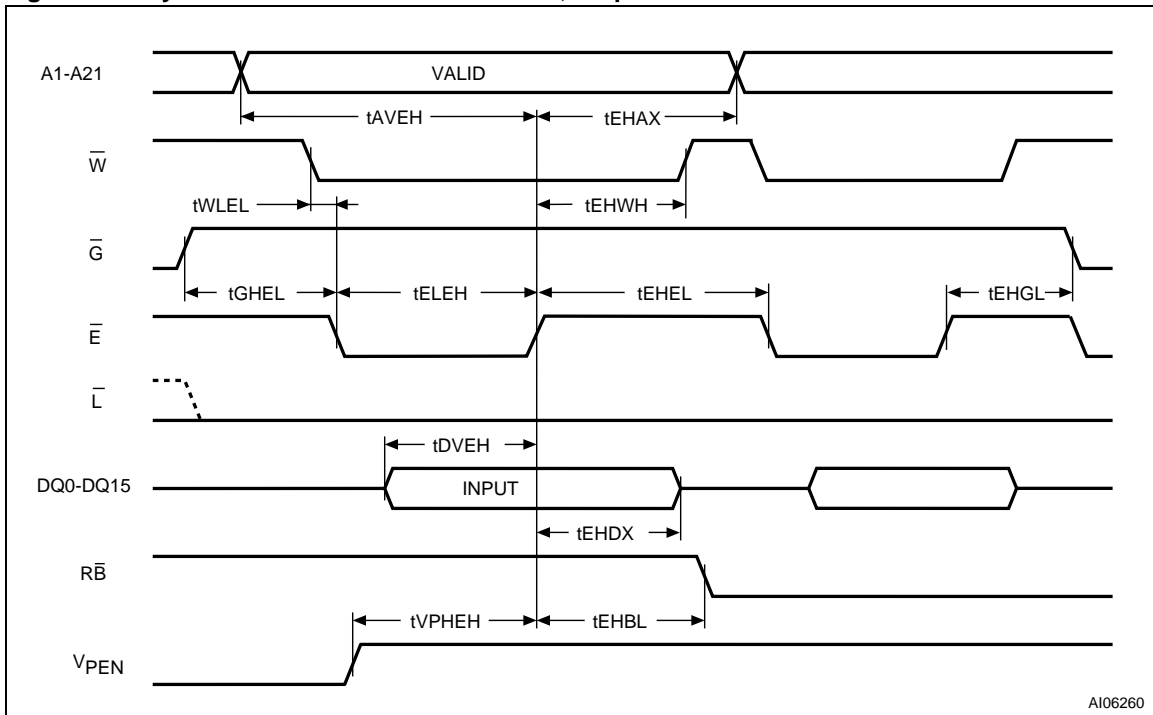 A1-A21
VALID
tAVEH
tEHAX
W̅
tWLEL
tEHWH
G̅
tGHEL
tELEH
tEHEL
tEHGL
E̅
L̅
tDVEH
DQ0-DQ15
INPUT
tEHDX
RB̅
tVPHEH
tEHBL
VPEN
AI06260